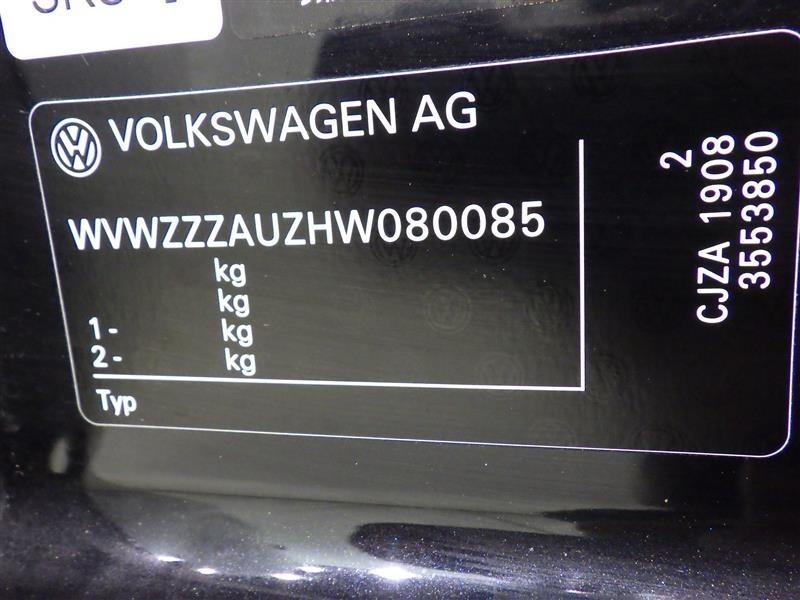 VOLKSWAGEN AG
WVWZZZAUZHW080085
kg
kg
1- kg
2- kg
Typ
2
CJZA 1908
3553850